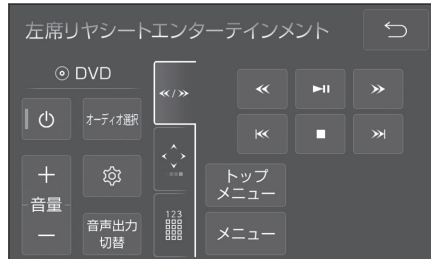 左席リヤシートエンターテインメント
DVD
オーディオ選択
+
音量
-
音声出力
切替
123
トップ
メニュー
メニュー